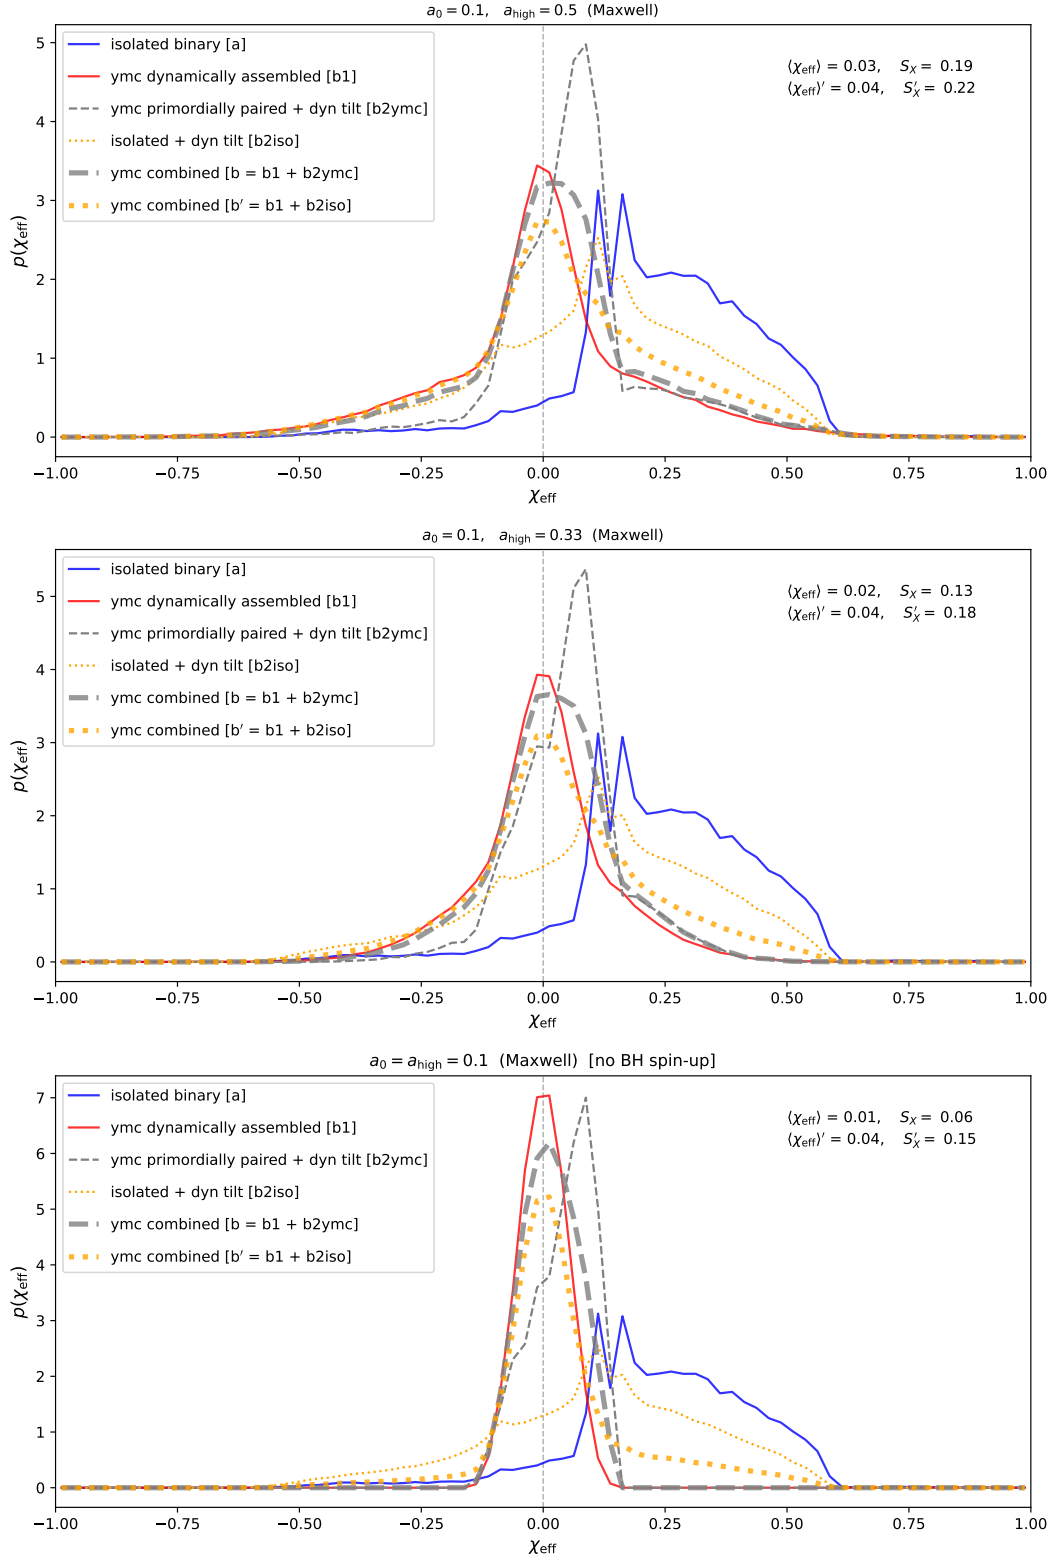 a₀ = 0.1, a_high = 0.5 (Maxwell)
isolated binary [a]
ymc dynamically assembled [b1]
ymc primordially paired + dyn tilt [b2ymc]
isolated + dyn tilt [b2iso]
ymc combined [b = b1 + b2ymc]
ymc combined [b′ = b1 + b2iso]
⟨χ_eff⟩ = 0.03, S_X = 0.19
⟨χ_eff⟩′ = 0.04, S′_X = 0.22
p(χ_eff)
5
4
3
2
1
0
−1.00 −0.75 −0.50 −0.25 0.00 0.25 0.50 0.75 1.00
χ_eff
a₀ = 0.1, a_high = 0.33 (Maxwell)
isolated binary [a]
ymc dynamically assembled [b1]
ymc primordially paired + dyn tilt [b2ymc]
isolated + dyn tilt [b2iso]
ymc combined [b = b1 + b2ymc]
ymc combined [b′ = b1 + b2iso]
⟨χ_eff⟩ = 0.02, S_X = 0.13
⟨χ_eff⟩′ = 0.04, S′_X = 0.18
p(χ_eff)
5
4
3
2
1
0
−1.00 −0.75 −0.50 −0.25 0.00 0.25 0.50 0.75 1.00
χ_eff
a₀ = a_high = 0.1 (Maxwell) [no BH spin-up]
isolated binary [a]
ymc dynamically assembled [b1]
ymc primordially paired + dyn tilt [b2ymc]
isolated + dyn tilt [b2iso]
ymc combined [b = b1 + b2ymc]
ymc combined [b′ = b1 + b2iso]
⟨χ_eff⟩ = 0.01, S_X = 0.06
⟨χ_eff⟩′ = 0.04, S′_X = 0.15
p(χ_eff)
7
6
5
4
3
2
1
0
−1.00 −0.75 −0.50 −0.25 0.00 0.25 0.50 0.75 1.00
χ_eff